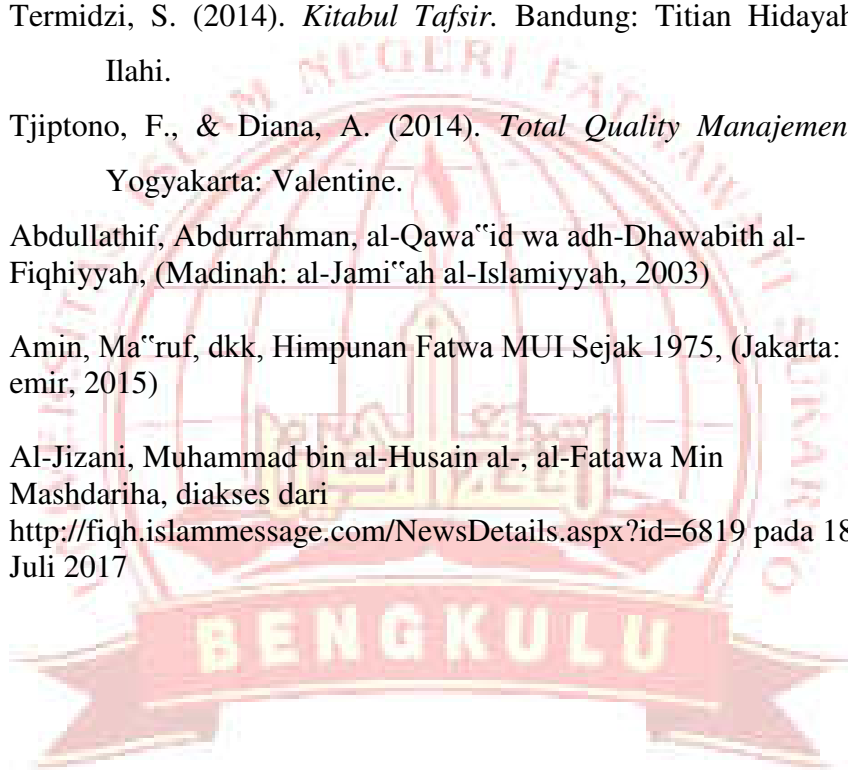 Termidzi, S. (2014). Kitabul Tafsir. Bandung: Titian Hidayah
Ilahi.
Tjiptono, F., & Diana, A. (2014). Total Quality Manajemen
Yogyakarta: Valentine.
Abdullathif, Abdurrahman, al-Qawa‟id wa adh-Dhawabith al-
Fiqhiyyah, (Madinah: al-Jami‟ah al-Islamiyyah, 2003)
Amin, Ma‟ruf, dkk, Himpunan Fatwa MUI Sejak 1975, (Jakarta:
emir, 2015)
Al-Jizani, Muhammad bin al-Husain al-, al-Fatawa Min
Mashdariha, diakses dari
http://fiqh.islammessage.com/NewsDetails.aspx?id=6819 pada 18
Juli 2017
BENGKULU